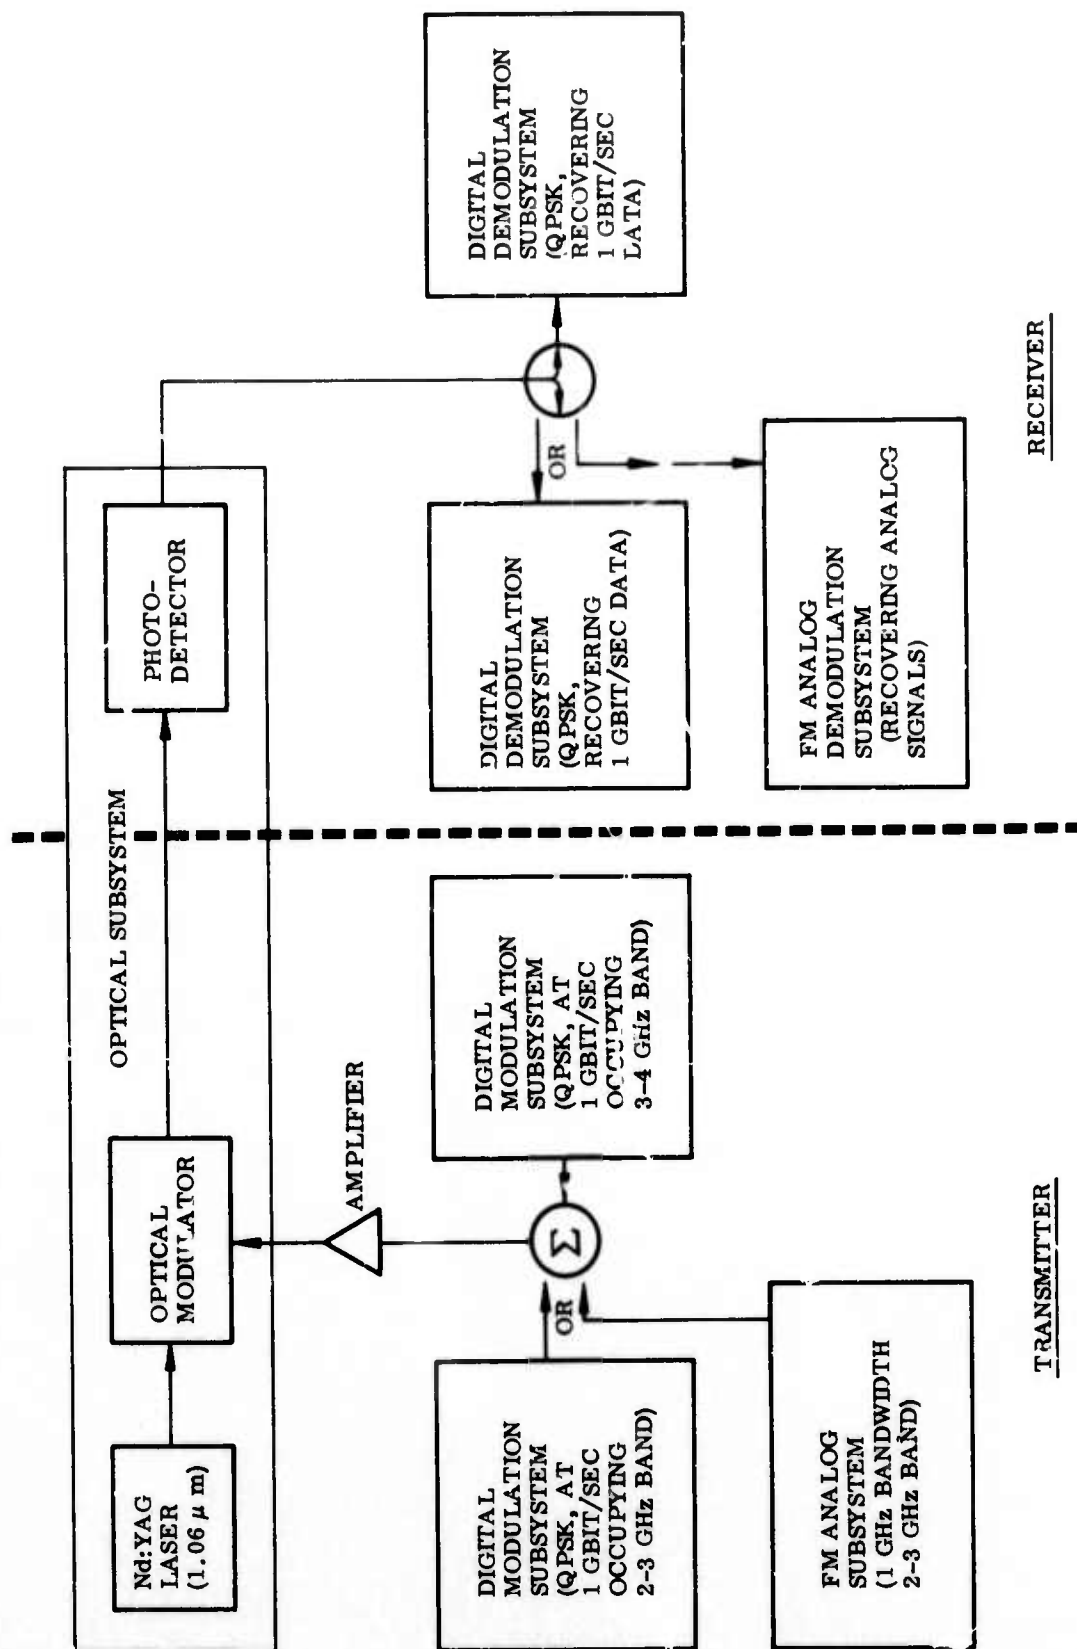 OPTICAL SUBSYSTEM
Nd:YAG
LASER
(1.06 μ m)
OPTICAL
MODULATOR
PHOTO-
DETECTOR
AMPLIFIER
DIGITAL
MODULATION
SUBSYSTEM
(QPSK, AT
1 GBIT/SEC
OCCUPYING
2-3 GHz BAND)
OR
Σ
DIGITAL
MODULATION
SUBSYSTEM
(QPSK, AT
1 GBIT/SEC
OCCUPYING
3-4 GHz BAND)
FM ANALOG
SUBSYSTEM
(1 GHz BANDWIDTH
2-3 GHz BAND)
TRANSMITTER
DIGITAL
DEMODULATION
SUBSYSTEM
(QPSK,
RECOVERING
1 GBIT/SEC DATA)
OR
DIGITAL
DEMODULATION
SUBSYSTEM
(QPSK,
RECOVERING
1 GBIT/SEC
LATA)
FM ANALOG
DEMODULATION
SUBSYSTEM
(RECOVERING ANALOG
SIGNALS)
RECEIVER